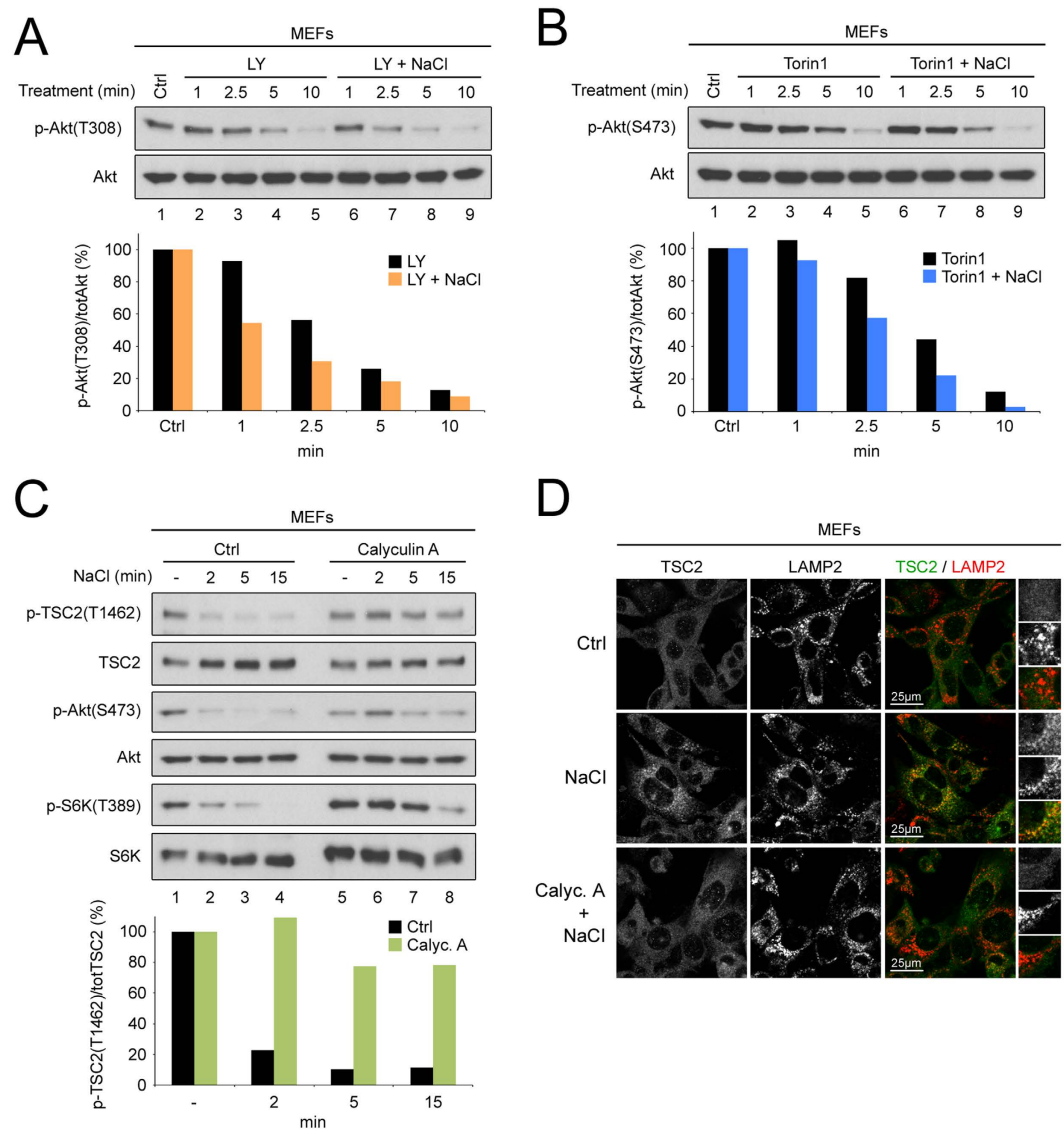 A
MEFs
Ctrl
LY
LY + NaCl
Treatment (min)
1 2.5 5 10 1 2.5 5 10
p-Akt(T308)
Akt
1 2 3 4 5 6 7 8 9
p-Akt(T308)/totAkt (%)
100
80
60
40
20
0
LY
LY + NaCl
Ctrl 1 2.5 5 10
min
B
MEFs
Ctrl
Torin1
Torin1 + NaCl
Treatment (min)
1 2.5 5 10 1 2.5 5 10
p-Akt(S473)
Akt
1 2 3 4 5 6 7 8 9
p-Akt(S473)/totAkt (%)
100
80
60
40
20
0
Torin1
Torin1 + NaCl
Ctrl 1 2.5 5 10
min
C
MEFs
Ctrl
Calyculin A
NaCl (min)
- 2 5 15 - 2 5 15
p-TSC2(T1462)
TSC2
p-Akt(S473)
Akt
p-S6K(T389)
S6K
1 2 3 4 5 6 7 8
p-TSC2(T1462)/totTSC2 (%)
100
80
60
40
20
0
Ctrl
Calyc. A
- 2 5 15
min
D
MEFs
TSC2
LAMP2
TSC2 / LAMP2
Ctrl
25µm
NaCl
25µm
Calyc. A
+
NaCl
25µm